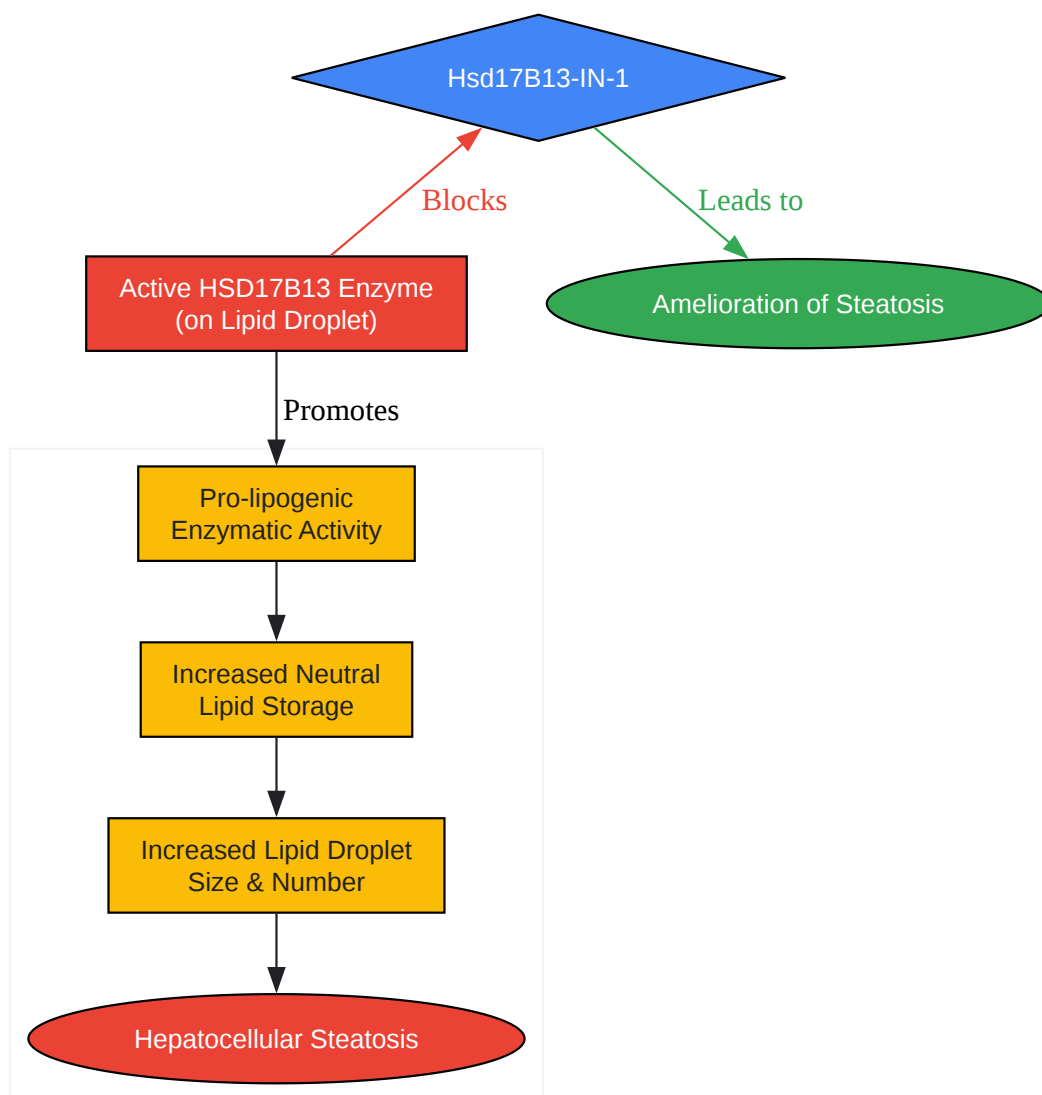 Hsd17B13-IN-1
Blocks
Leads to
Active HSD17B13 Enzyme
(on Lipid Droplet)
Amelioration of Steatosis
Promotes
Pro-lipogenic
Enzymatic Activity
Increased Neutral
Lipid Storage
Increased Lipid Droplet
Size & Number
Hepatocellular Steatosis